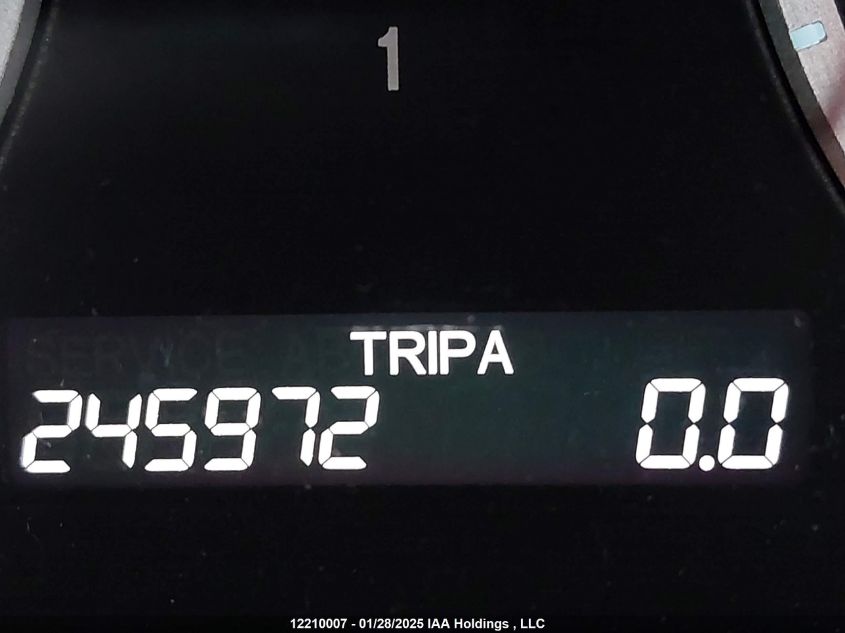 1
TRIPA
245972 0.0
12210007 - 01/28/2025 IAA Holdings , LLC